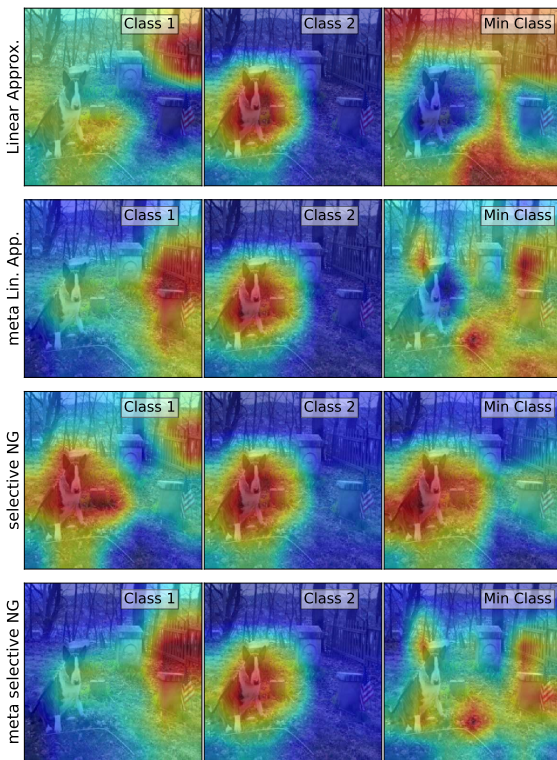 Linear Approx.
Class 1
Class 2
Min Class
meta Lin. App.
Class 1
Class 2
Min Class
selective NG
Class 1
Class 2
Min Class
meta selective NG
Class 1
Class 2
Min Class